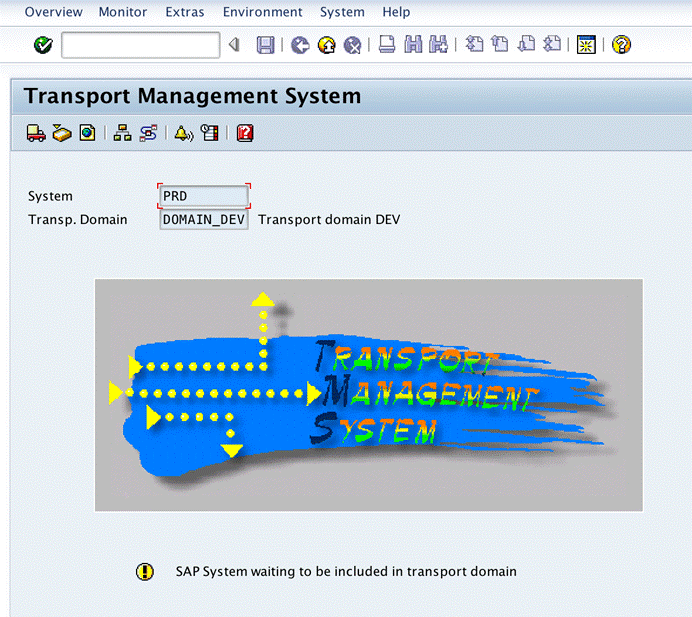 Overview Monitor Extras Environment System Help
Transport Management System
System PRD
Transp. Domain DOMAIN_DEV Transport domain DEV
TRANSPORT
MANAGEMENT
SYSTEM
SAP System waiting to be included in transport domain